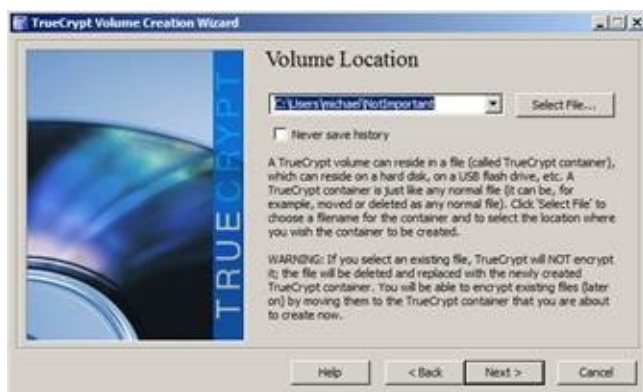 TrueCrypt Volume Creation Wizard
Volume Location
C:\Users\michael\NotImportant
Select File...
Never save history
A TrueCrypt volume can reside in a file (called TrueCrypt container),
which can reside on a hard disk, on a USB flash drive, etc. A
TrueCrypt container is just like any normal file (it can be, for
example, moved or deleted as any normal file). Click 'Select File' to
choose a filename for the container and to select the location where
you wish the container to be created.
WARNING: If you select an existing file, TrueCrypt will NOT encrypt
it; the file will be deleted and replaced with the newly created
TrueCrypt container. You will be able to encrypt existing files (later
on) by moving them to the TrueCrypt container that you are about
to create now.
TRUECRYPT
Help
< Back
Next >
Cancel